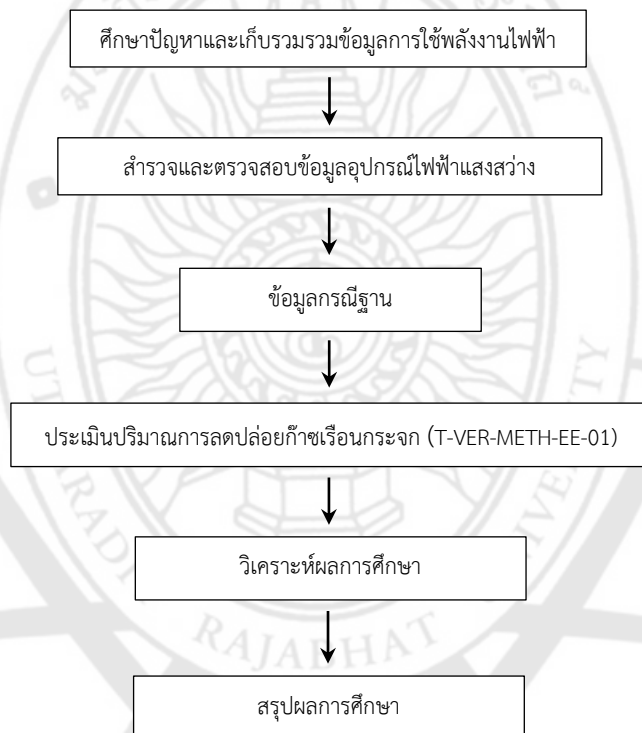 ศึกษาปัญหาและเก็บรวมรวมข้อมูลการใช้พลังงานไฟฟ้า
สำรวจและตรวจสอบข้อมูลอุปกรณ์ไฟฟ้าแสงสว่าง
ข้อมูลกรณีฐาน
ประเมินปริมาณการลดปล่อยก๊าซเรือนกระจก (T-VER-METH-EE-01)
วิเคราะห์ผลการศึกษา
RAJABHAT
สรุปผลการศึกษา